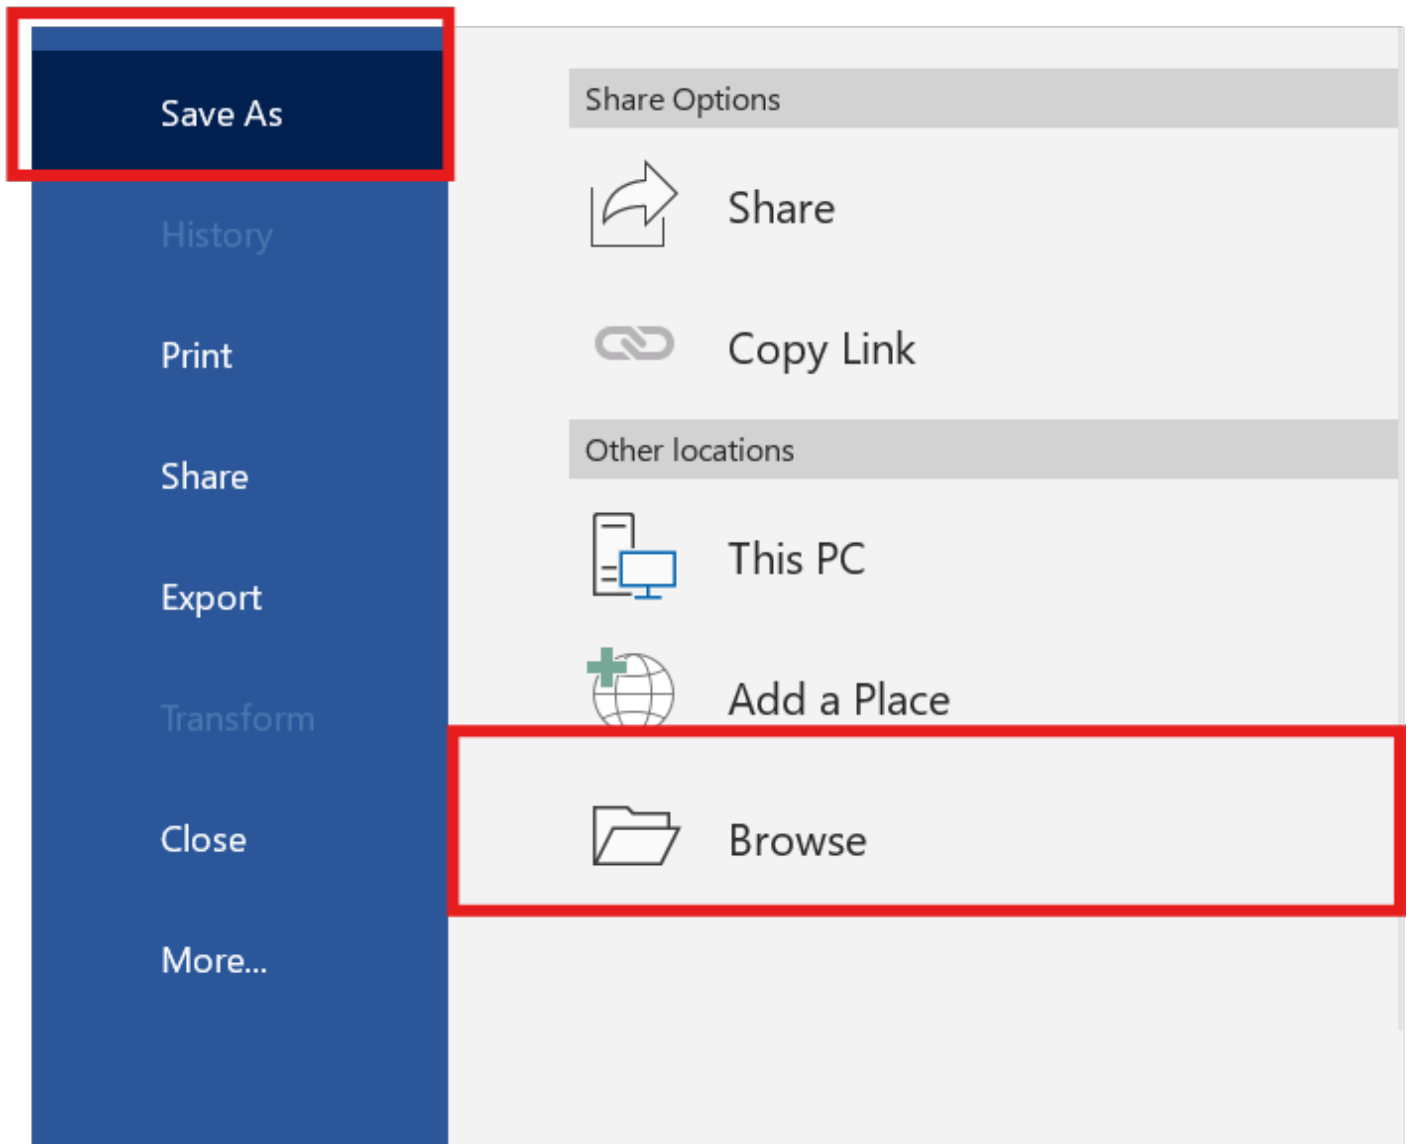 Save As
History
Print
Share
Export
Transform
Close
More...
Share Options
Share
Copy Link
Other locations
This PC
Add a Place
Browse